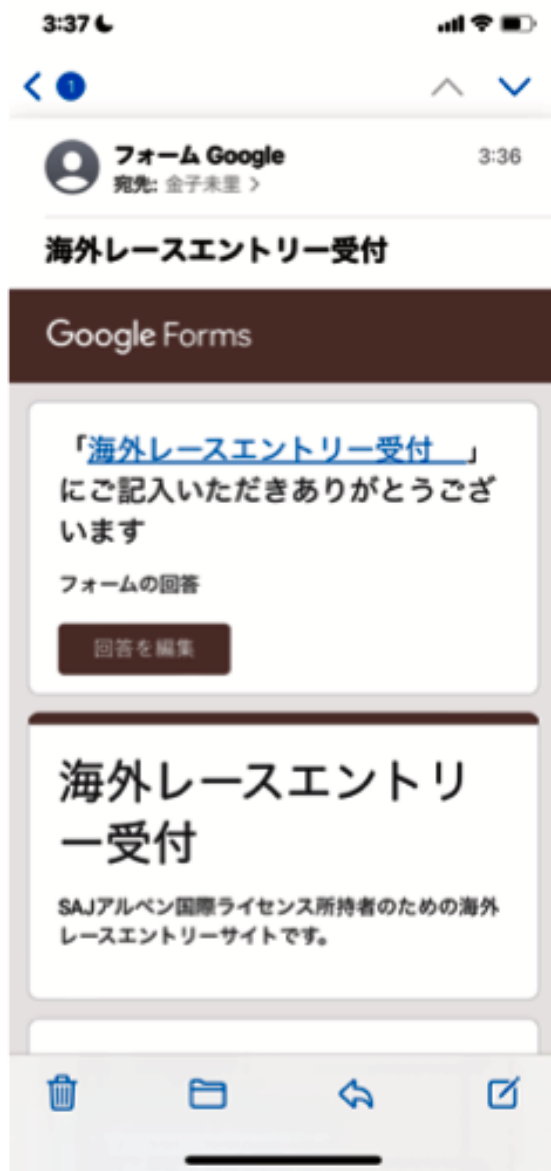 3:37
1
フォーム Google
3:36
宛先: 金子未里
海外レースエントリー受付
Google Forms
「海外レースエントリー受付　」
にご記入いただきありがとうござ
います
フォームの回答
回答を編集
海外レースエントリ
ー受付
SAJアルペン国際ライセンス所持者のための海外
レースエントリーサイトです。